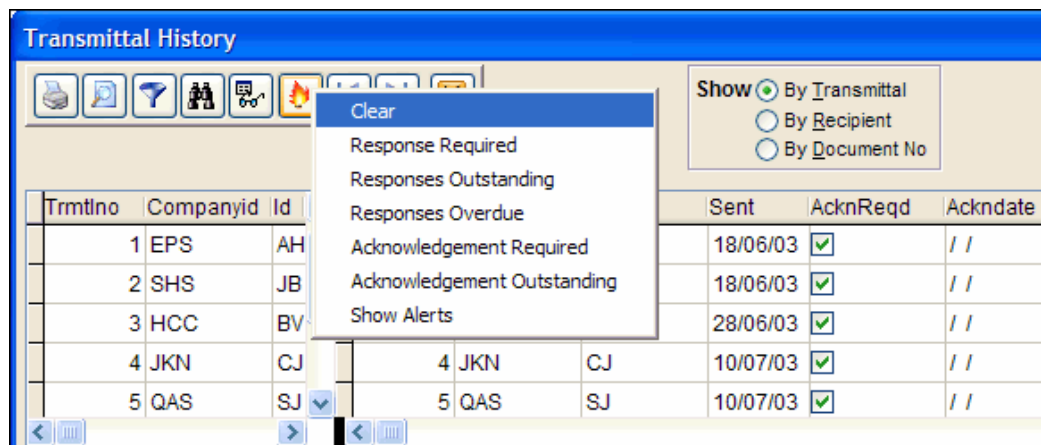 Transmittal History
Show By Transmittal
By Recipient
By Document No
Clear
Response Required
Responses Outstanding
Responses Overdue
Acknowledgement Required
Acknowledgement Outstanding
Show Alerts
Trmtlno Companyid Id Sent AcknReqd Ackndate
1 EPS AH 18/06/03 / /
2 SHS JB 18/06/03 / /
3 HCC BV 28/06/03 / /
4 JKN CJ 4 JKN CJ 10/07/03 / /
5 QAS SJ 5 QAS SJ 10/07/03 / /